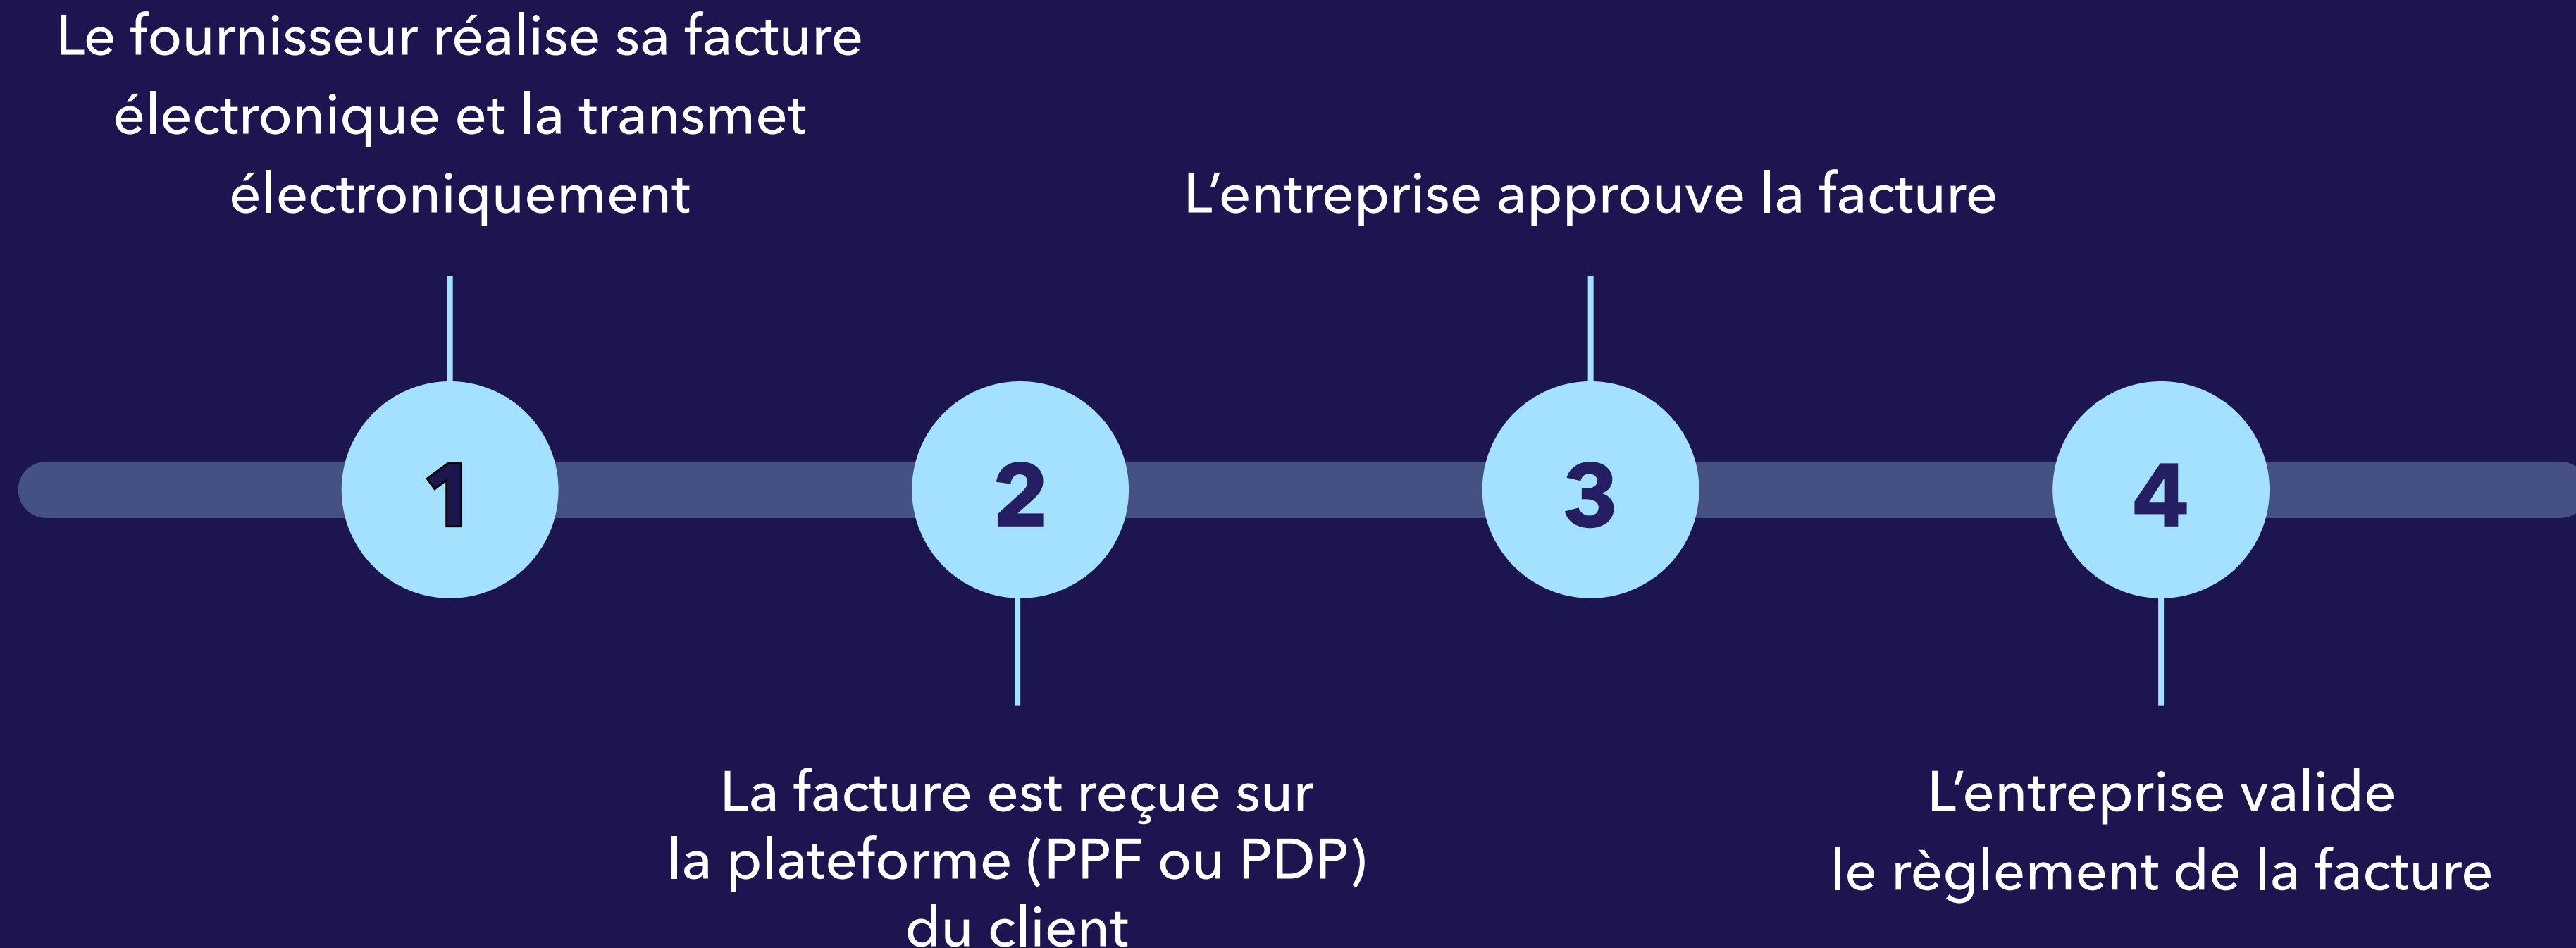 Le fournisseur réalise sa facture
électronique et la transmet
électroniquement
L’entreprise approuve la facture
1
2
3
4
La facture est reçue sur
la plateforme (PPF ou PDP)
du client
L’entreprise valide
le règlement de la facture